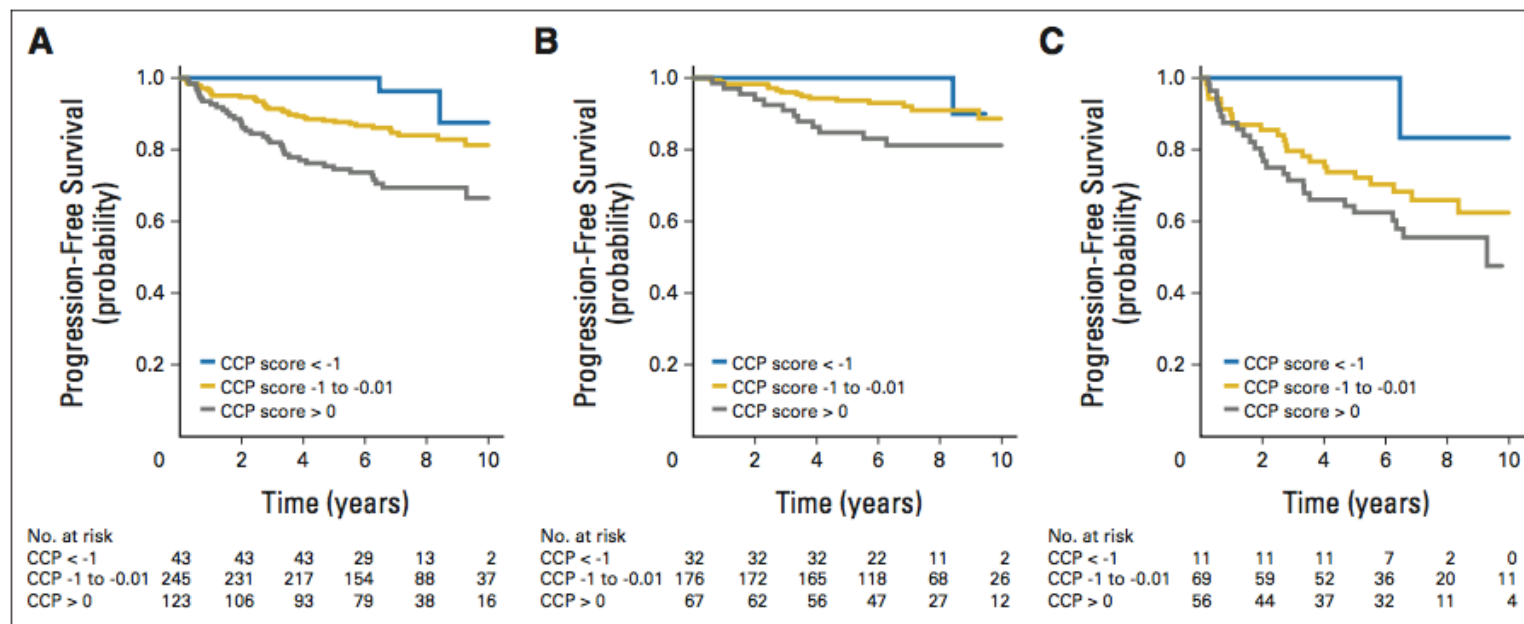 A
Progression-Free Survival
(probability)
1.0
0.8
0.6
0.4
0.2
CCP score < -1
CCP score -1 to -0.01
CCP score > 0
0 2 4 6 8 10
Time (years)
No. at risk
CCP < -1 43 43 43 29 13 2
CCP -1 to -0.01 245 231 217 154 88 37
CCP > 0 123 106 93 79 38 16
B
Progression-Free Survival
(probability)
1.0
0.8
0.6
0.4
0.2
CCP score < -1
CCP score -1 to -0.01
CCP score > 0
0 2 4 6 8 10
Time (years)
No. at risk
CCP < -1 32 32 32 22 11 2
CCP -1 to -0.01 176 172 165 118 68 26
CCP > 0 67 62 56 47 27 12
C
Progression-Free Survival
(probability)
1.0
0.8
0.6
0.4
0.2
CCP score < -1
CCP score -1 to -0.01
CCP score > 0
0 2 4 6 8 10
Time (years)
No. at risk
CCP < -1 11 11 11 7 2 0
CCP -1 to -0.01 69 59 52 36 20 11
CCP > 0 56 44 37 32 11 4